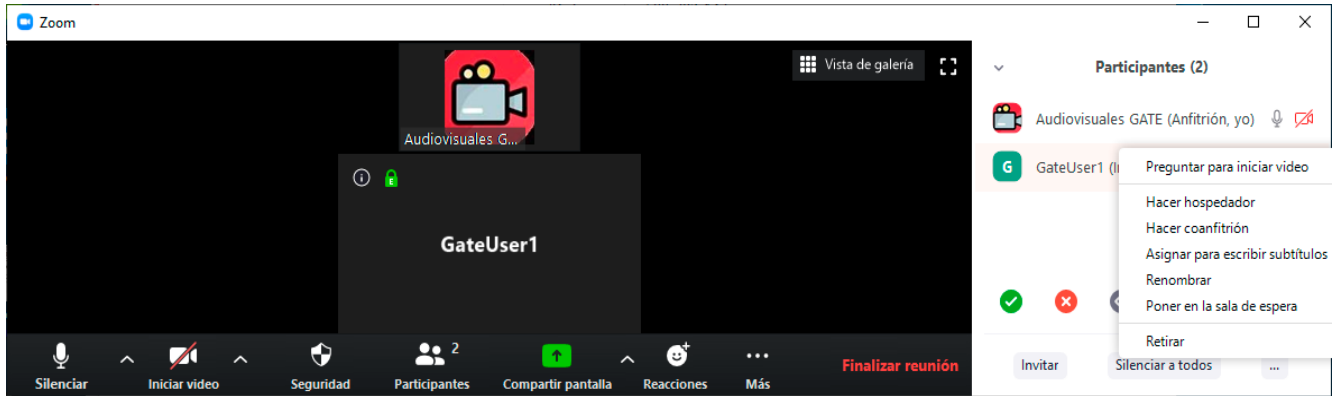 Zoom
Vista de galería
Audiovisuales G...
E
GateUser1
Silenciar
Iniciar video
Seguridad
Participantes 2
Compartir pantalla
Reacciones
Más
Finalizar reunión
Participantes (2)
Audiovisuales GATE (Anfitrión, yo)
G GateUser1 (I
Preguntar para iniciar video
Hacer hospedador
Hacer coanfitrión
Asignar para escribir subtítulos
Renombrar
Poner en la sala de espera
Retirar
Invitar
Silenciar a todos
...